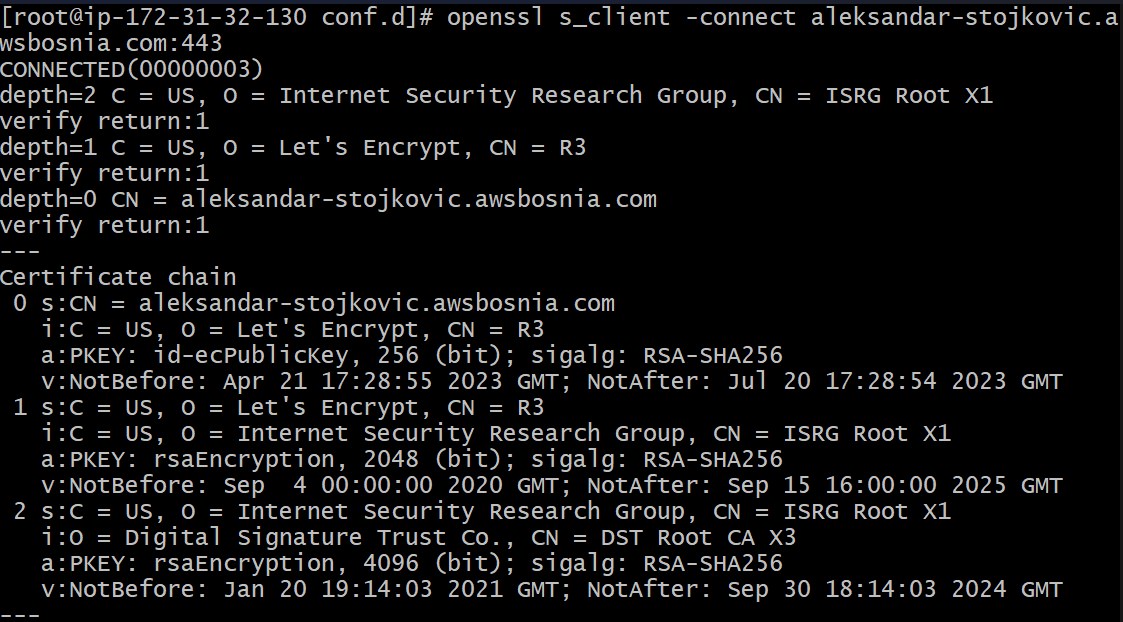 [root@ip-172-31-32-130 conf.d]# openssl s_client -connect aleksandar-stojkovic.a
wsbosnia.com:443
CONNECTED(00000003)
depth=2 C = US, O = Internet Security Research Group, CN = ISRG Root X1
verify return:1
depth=1 C = US, O = Let's Encrypt, CN = R3
verify return:1
depth=0 CN = aleksandar-stojkovic.awsbosnia.com
verify return:1
---
Certificate chain
 0 s:CN = aleksandar-stojkovic.awsbosnia.com
   i:C = US, O = Let's Encrypt, CN = R3
   a:PKEY: id-ecPublicKey, 256 (bit); sigalg: RSA-SHA256
   v:NotBefore: Apr 21 17:28:55 2023 GMT; NotAfter: Jul 20 17:28:54 2023 GMT
 1 s:C = US, O = Let's Encrypt, CN = R3
   i:C = US, O = Internet Security Research Group, CN = ISRG Root X1
   a:PKEY: rsaEncryption, 2048 (bit); sigalg: RSA-SHA256
   v:NotBefore: Sep  4 00:00:00 2020 GMT; NotAfter: Sep 15 16:00:00 2025 GMT
 2 s:C = US, O = Internet Security Research Group, CN = ISRG Root X1
   i:O = Digital Signature Trust Co., CN = DST Root CA X3
   a:PKEY: rsaEncryption, 4096 (bit); sigalg: RSA-SHA256
   v:NotBefore: Jan 20 19:14:03 2021 GMT; NotAfter: Sep 30 18:14:03 2024 GMT
---